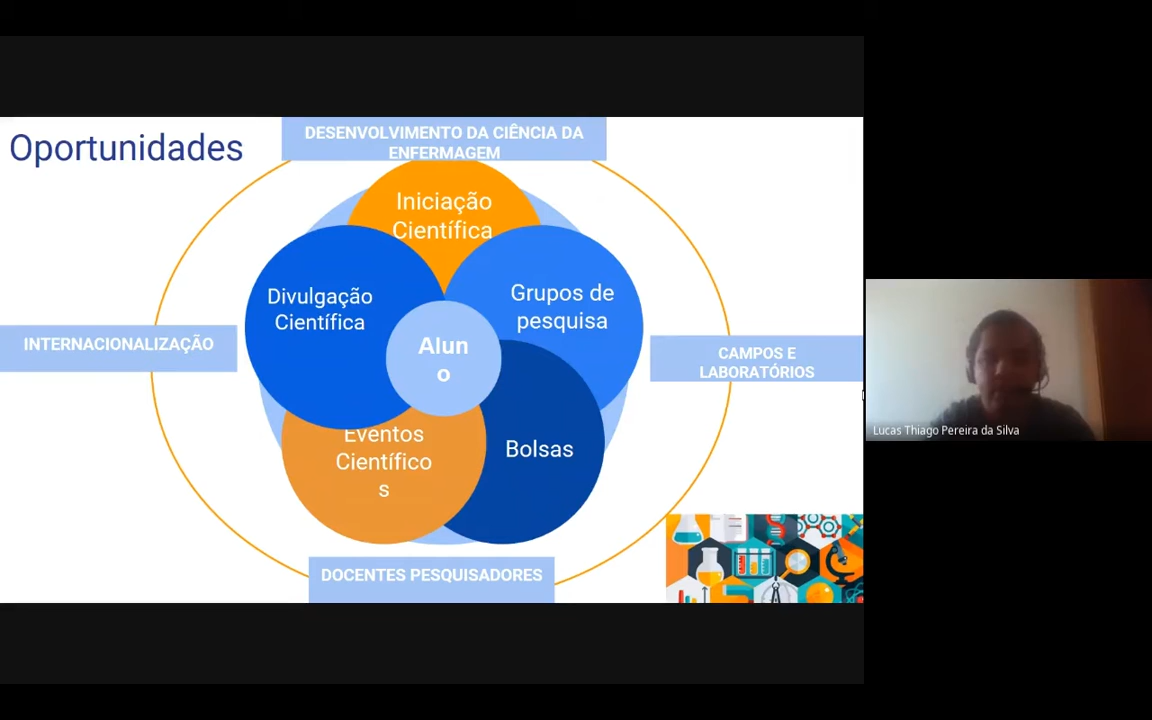 Oportunidades
DESENVOLVIMENTO DA CIÊNCIA DA
ENFERMAGEM
Iniciação
Científica
Divulgação
Científica
Grupos de
pesquisa
INTERNACIONALIZAÇÃO
Alun
o
CAMPOS E
LABORATÓRIOS
Eventos
Científico
s
Bolsas
DOCENTES PESQUISADORES
Lucas Thiago Pereira da Silva